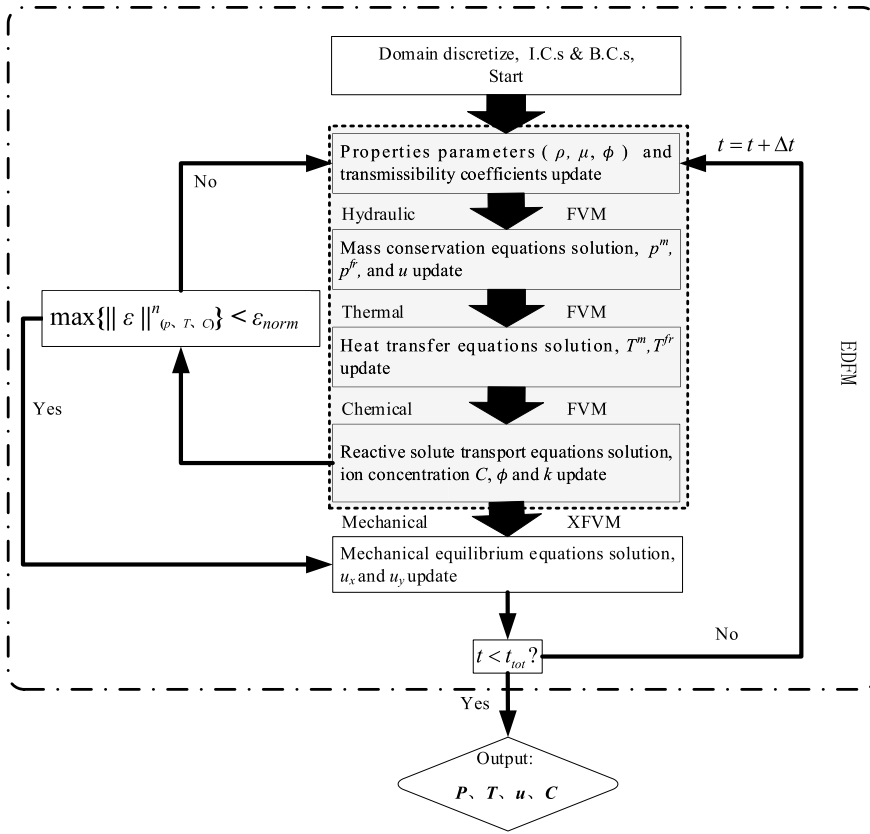 Domain discretize, I.C.s & B.C.s,
Start
t = t + Δt
Properties parameters ( ρ, μ, ϕ ) and
transmissibility coefficients update
No
Hydraulic FVM
Mass conservation equations solution, p^m,
p^fr, and u update
max{|| ε ||^n_(p、T、C)} < ε_norm
Thermal FVM
Heat transfer equations solution, T^m,T^fr
update
EDFM
Yes
Chemical FVM
Reactive solute transport equations solution,
ion concentration C, ϕ and k update
Mechanical XFVM
Mechanical equilibrium equations solution,
u_x and u_y update
No
t < t_tot?
Yes
Output:
P、T、u、C